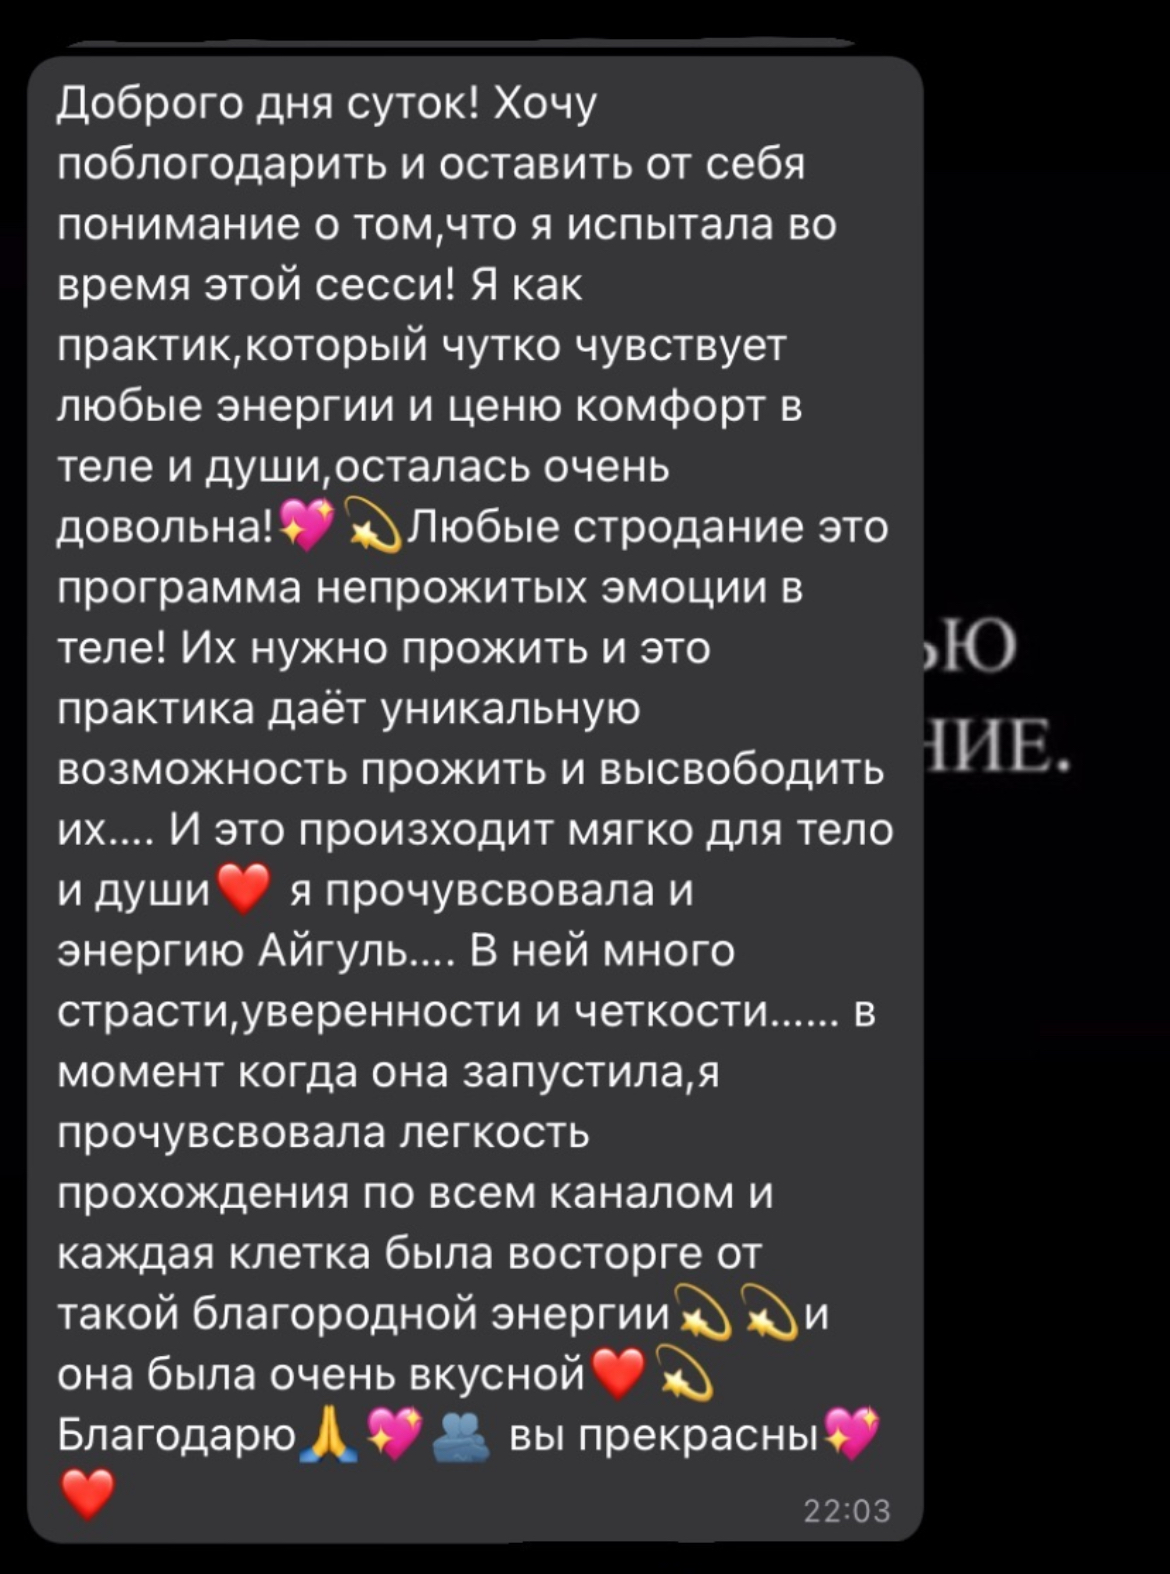 Доброго дня суток! Хочу
поблогодарить и оставить от себя
понимание о том,что я испытала во
время этой сесси! Я как
практик,который чутко чувствует
любые энергии и ценю комфорт в
теле и души,осталась очень
довольна!💖💫Любые стродание это
программа непрожитых эмоции в
теле! Их нужно прожить и это
практика даёт уникальную
возможность прожить и высвободить
их.... И это произходит мягко для тело
и души❤️ я прочувсвовала и
энергию Айгуль.... В ней много
страсти,уверенности и четкости...... в
момент когда она запустила,я
прочувсвовала легкость
прохождения по всем каналом и
каждая клетка была восторге от
такой благородной энергии💫💫и
она была очень вкусной❤️💫
Благодарю🙏💖🫂 вы прекрасны💖
❤️
22:03
ЬЮ
НИЕ.